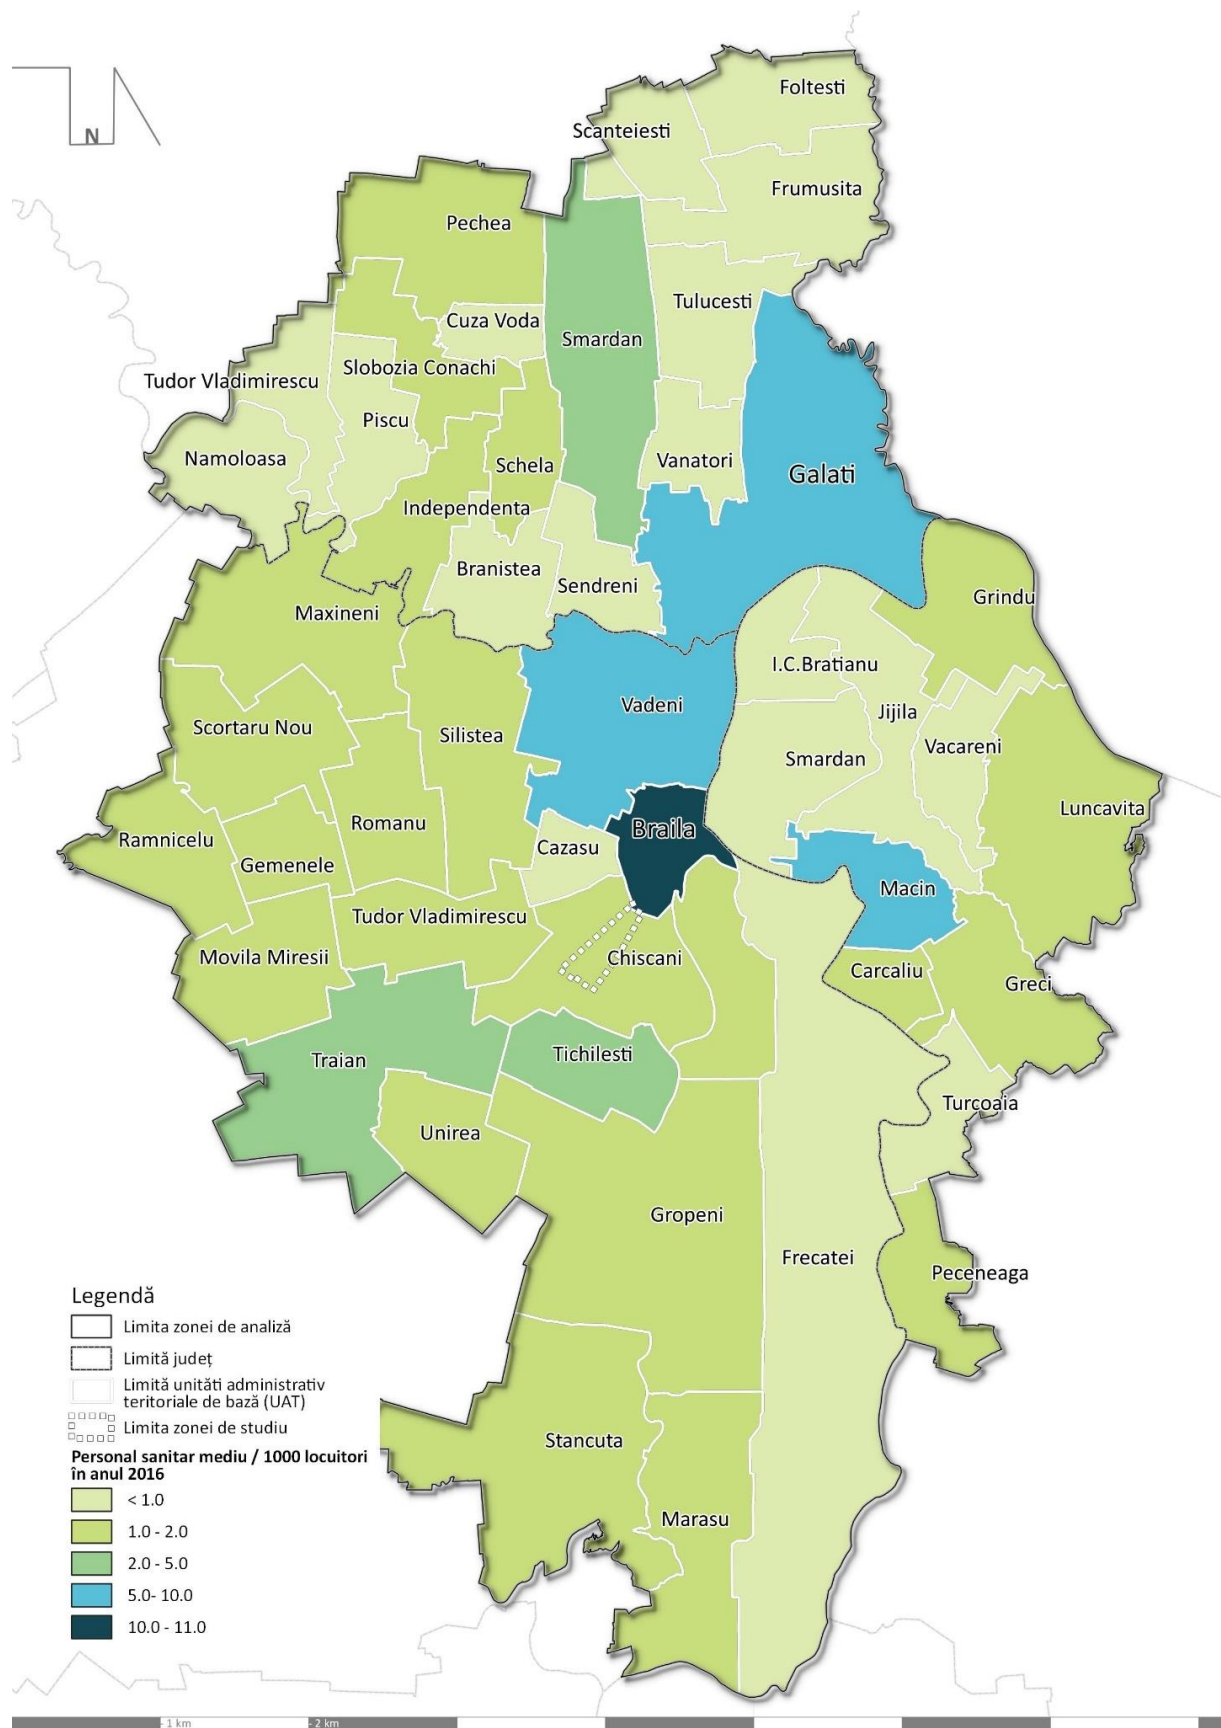 Foltesti
Scanteiesti
N
Frumusita
Pechea
Tulucesti
Cuza Voda
Smardan
Slobozia Conachi
Tudor Vladimirescu
Piscu
Namoloasa
Schela
Vanatori
Galati
Independenta
Branistea
Sendreni
Grindu
Maxineni
I.C.Bratianu
Vadeni
Jijila
Scortaru Nou
Silistea
Vacareni
Smardan
Luncavita
Romanu
Braila
Ramnicelu
Cazasu
Gemenele
Macin
Tudor Vladimirescu
Movila Miresii
Chiscani
Carcaliu
Greci
Traian
Tichilesti
Turcoaia
Unirea
Gropeni
Frecatei
Peceneaga
Legendă
Limita zonei de analiză
Limită județ
Limită unităti administrativ
teritoriale de bază (UAT)
Limita zonei de studiu
Personal sanitar mediu / 1000 locuitori
în anul 2016
< 1.0
1.0 - 2.0
2.0 - 5.0
5.0- 10.0
10.0 - 11.0
Stancuta
Marasu
1 km
2 km